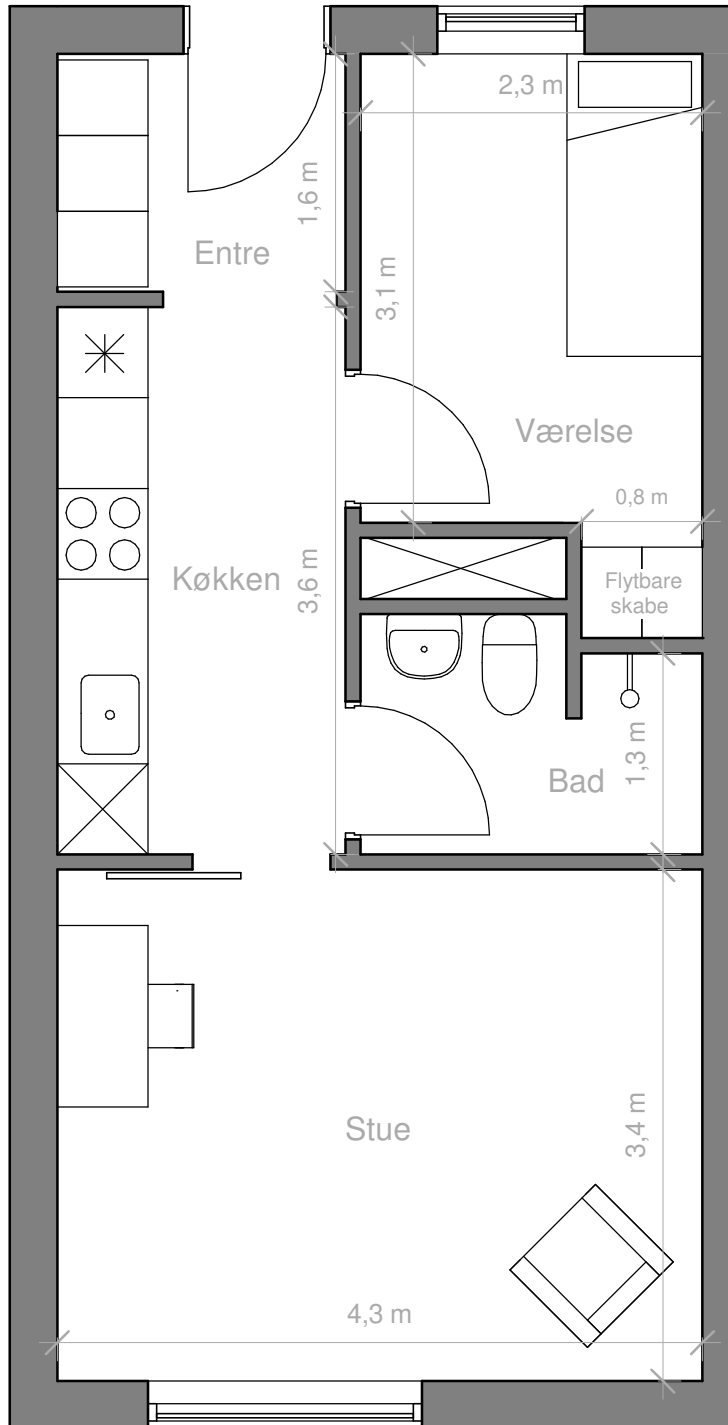 2,3 m
1,6 m
Entre
3,1 m
Værelse
0,8 m
Køkken
3,6 m
Flytbare
skabe
1,3 m
Bad
Stue
3,4 m
4,3 m